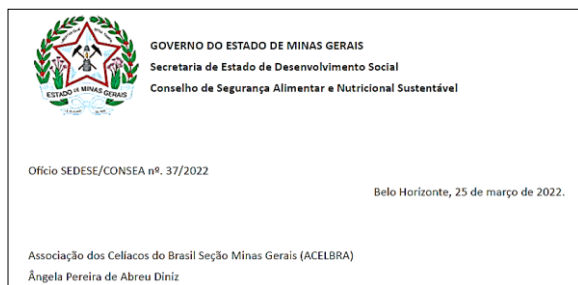 GOVERNO DO ESTADO DE MINAS GERAIS
Secretaria de Estado de Desenvolvimento Social
Conselho de Segurança Alimentar e Nutricional Sustentável
ESTADO DE MINAS GERAIS
Ofício SEDESE/CONSEA nº. 37/2022
Belo Horizonte, 25 de março de 2022.
Associação dos Celíacos do Brasil Seção Minas Gerais (ACELBRA)
Ângela Pereira de Abreu Diniz